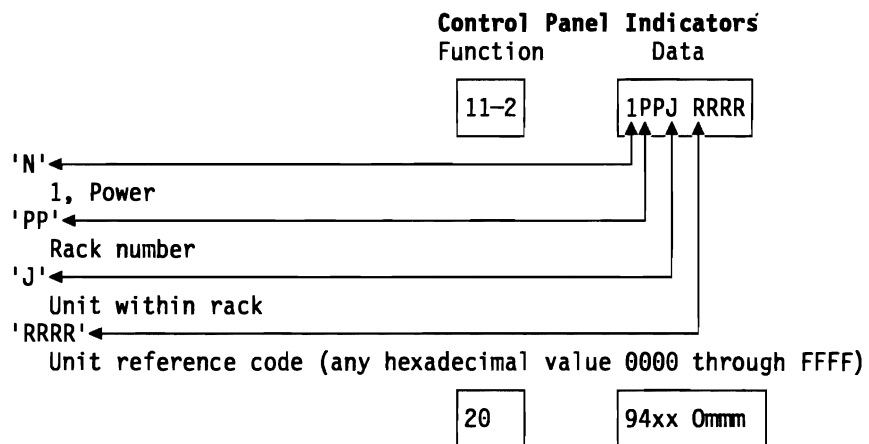 Control Panel Indicators
Function Data
11-2 1PPJ RRRR
'N'
1, Power
'PP'
Rack number
'J'
Unit within rack
'RRRR'
Unit reference code (any hexadecimal value 0000 through FFFF)
20 94xx 0mmm